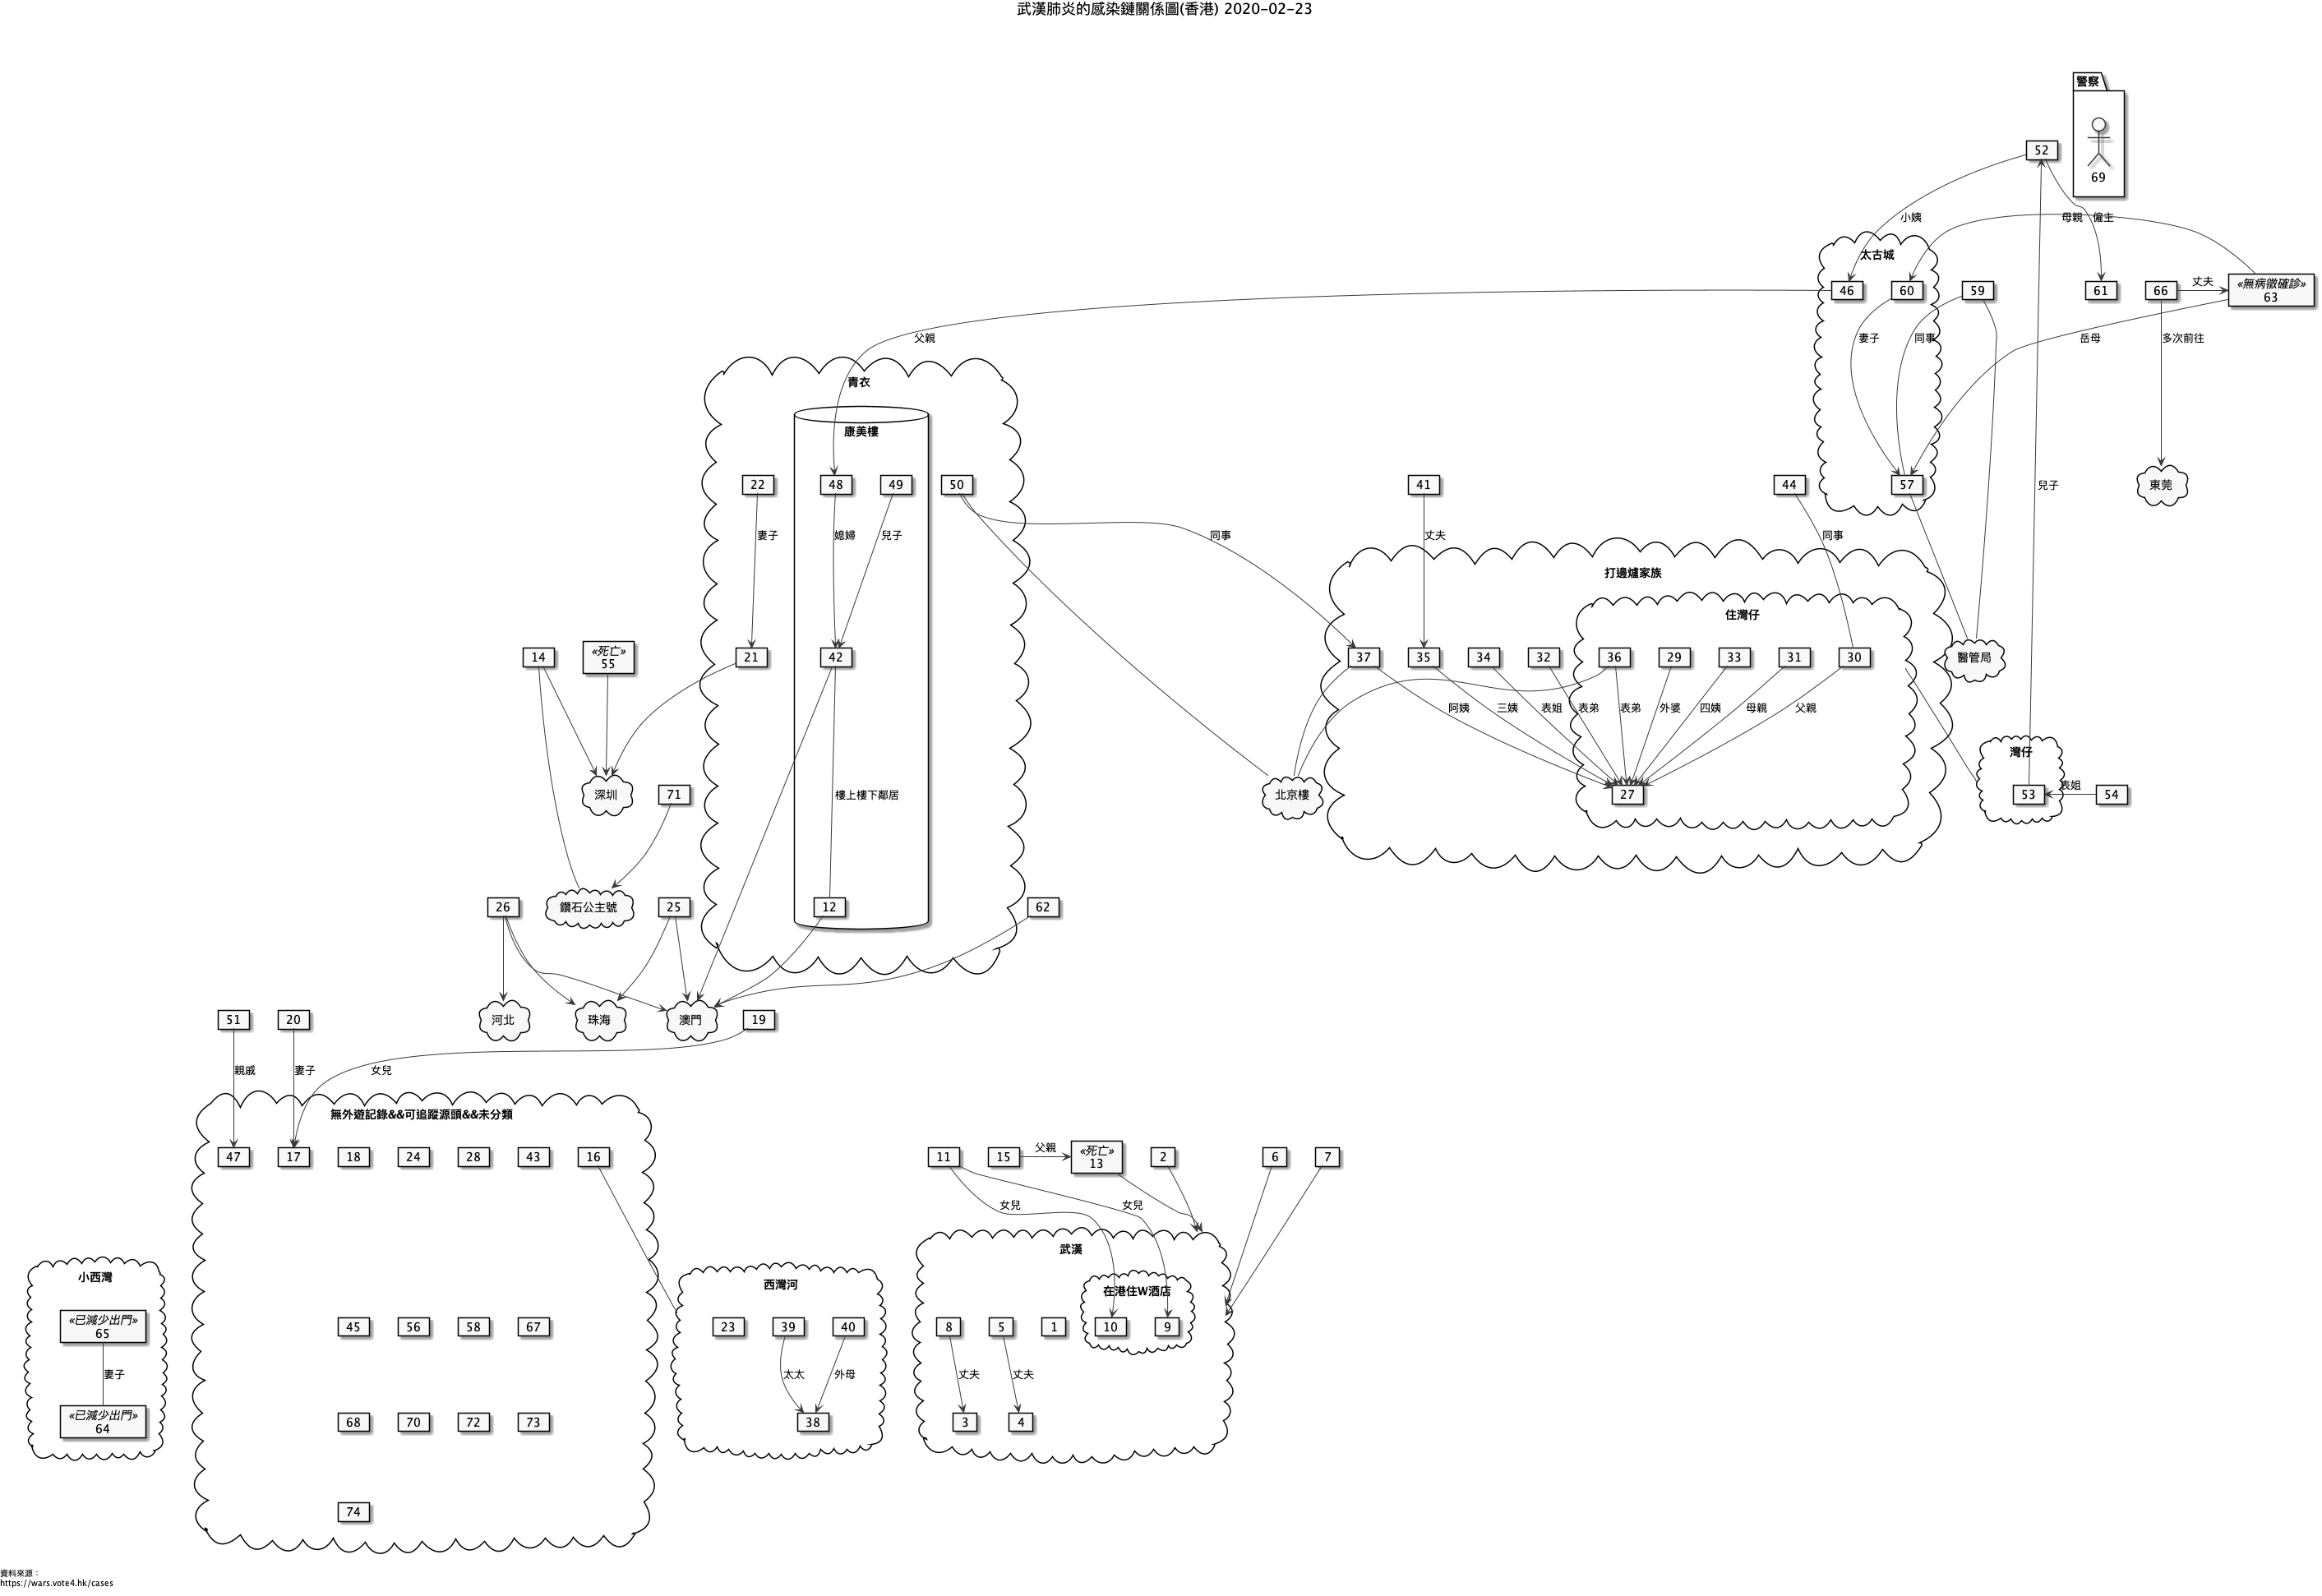 武漢肺炎的感染鏈關係圖(香港) 2020-02-23
警察
69
52
小姨
母親
僱主
太古城
46
60
59
61
66
丈夫
«無病徵確診»
63
父親
妻子
同事
岳母
多次前往
青衣
康美樓
22
48
49
50
41
44
57
東莞
兒子
妻子
媳婦
兒子
同事
丈夫
同事
打邊爐家族
住灣仔
14
«死亡»
55
21
42
37
35
34
32
36
29
33
31
30
醫管局
阿姨
三姨
表姐
表弟
表弟
外婆
四姨
母親
父親
灣仔
深圳
71
樓上樓下鄰居
北京樓
27
53
表姐
54
26
鑽石公主號
25
12
62
51
20
河北
珠海
澳門
19
親戚
妻子
女兒
無外遊記錄&&可追蹤源頭&&未分類
47
17
18
24
28
43
16
11
15
父親
«死亡»
13
2
6
7
女兒
女兒
武漢
小西灣
西灣河
在港住W酒店
«已減少出門»
65
45
56
58
67
23
39
40
8
5
1
10
9
妻子
太太
外母
丈夫
丈夫
«已減少出門»
64
68
70
72
73
38
3
4
74
資料來源：
https://wars.vote4.hk/cases